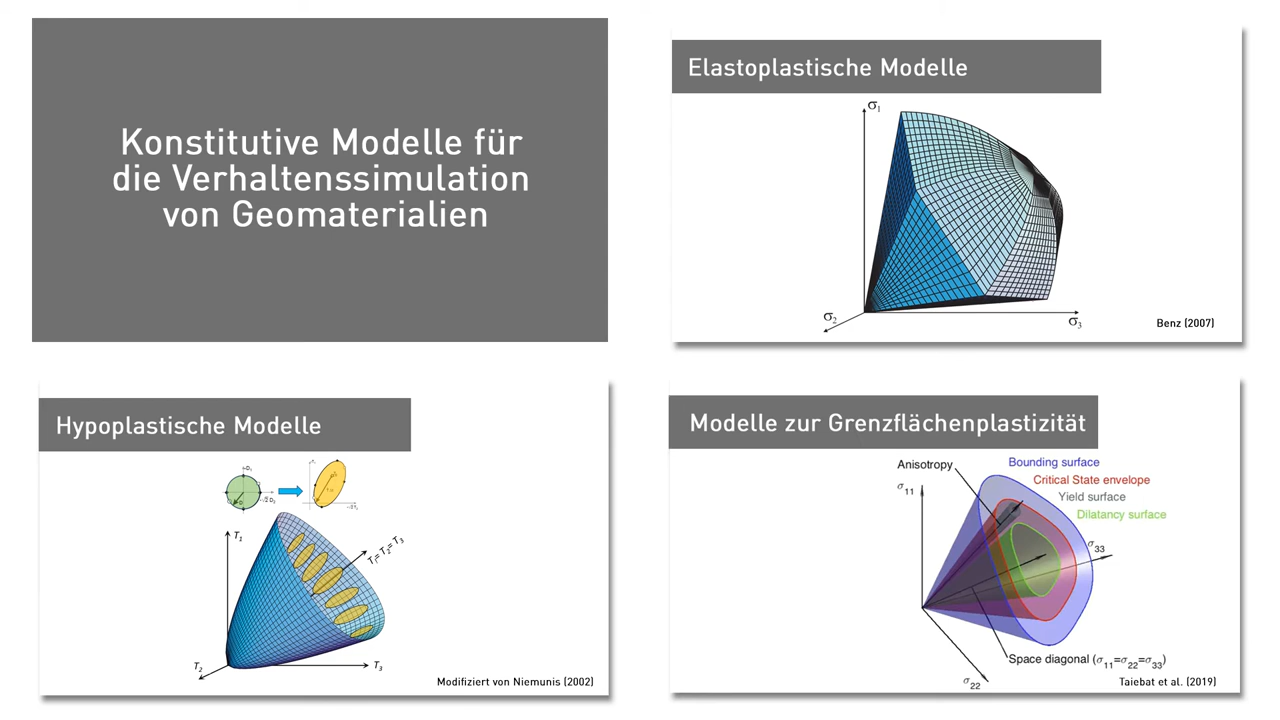 Konstitutive Modelle für
die Verhaltenssimulation
von Geomaterialien
Elastoplastische Modelle
σ1
σ2
σ3
Benz (2007)
Hypoplastische Modelle
T1
T1= T2= T3
T2
T3
Modifiziert von Niemunis (2002)
Modelle zur Grenzflächenplastizität
Anisotropy
Bounding surface
Critical State envelope
Yield surface
Dilatancy surface
σ11
σ33
Space diagonal (σ11=σ22=σ33)
σ22
Taiebat et al. (2019)